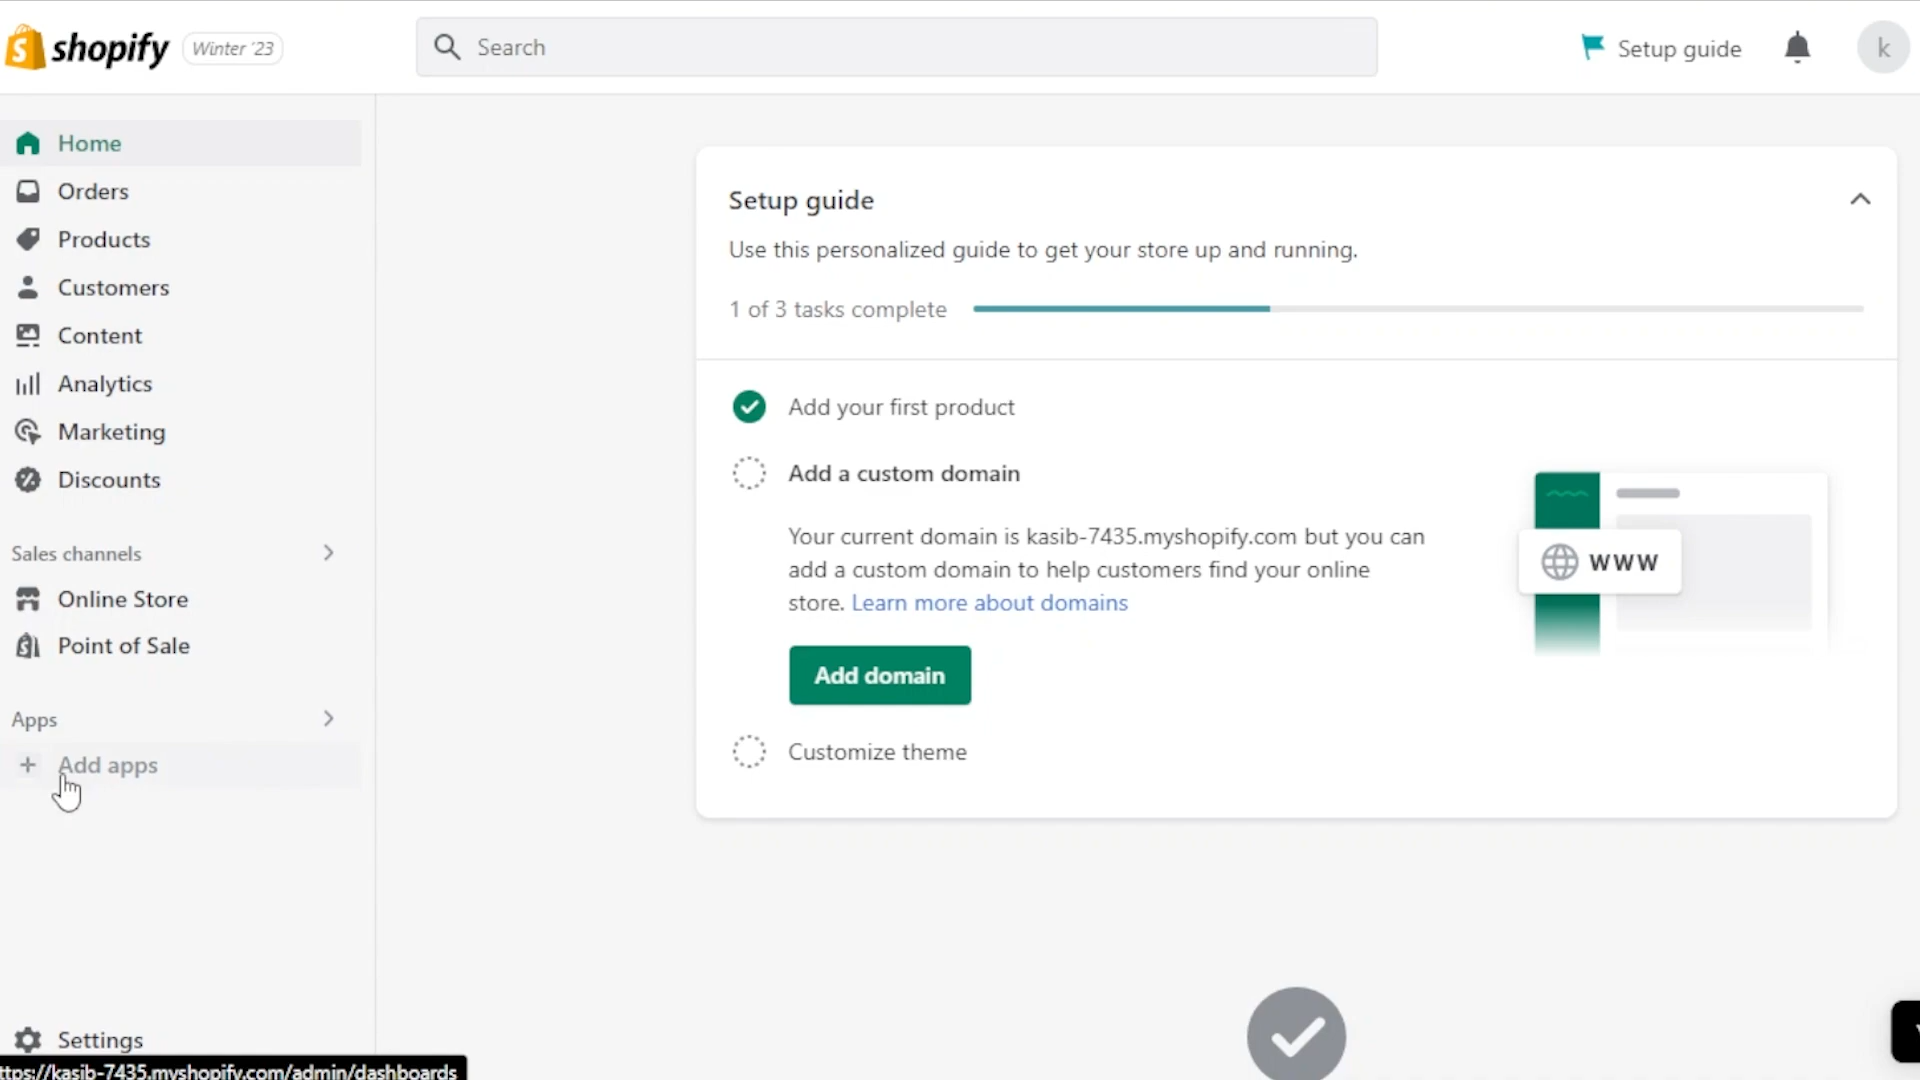 shopify
Winter '23
Search
Setup guide
k
Home
Orders
Products
Customers
Content
Analytics
Marketing
Discounts
Sales channels
Online Store
Point of Sale
Apps
Add apps
Settings
ttps://kasib-7435.myshopify.com/admin/dashboards
Setup guide
Use this personalized guide to get your store up and running.
1 of 3 tasks complete
Add your first product
Add a custom domain
Your current domain is kasib-7435.myshopify.com but you can
add a custom domain to help customers find your online
store. Learn more about domains
Add domain
www
Customize theme